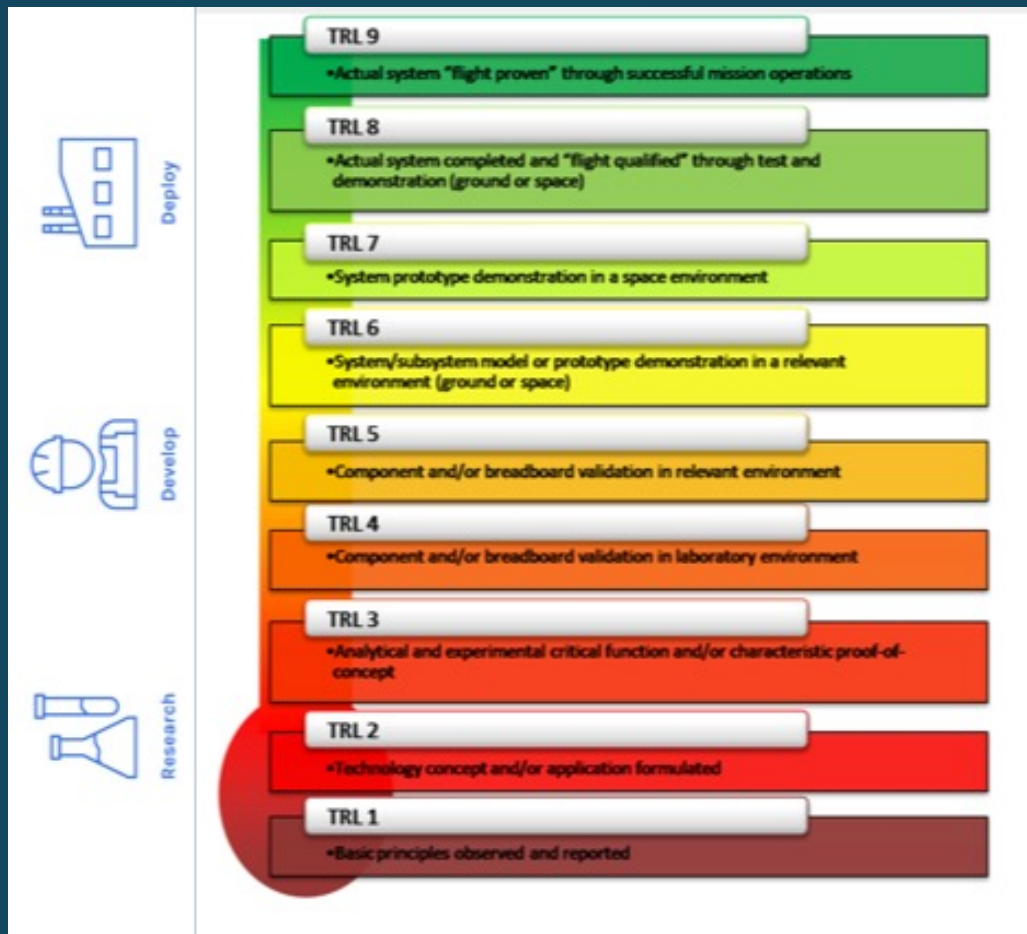 TRL 9
•Actual system “flight proven” through successful mission operations
TRL 8
•Actual system completed and “flight qualified” through test and
demonstration (ground or space)
Deploy
TRL 7
•System prototype demonstration in a space environment
TRL 6
•System/subsystem model or prototype demonstration in a relevant
environment (ground or space)
TRL 5
•Component and/or breadboard validation in relevant environment
Develop
TRL 4
•Component and/or breadboard validation in laboratory environment
TRL 3
•Analytical and experimental critical function and/or characteristic proof-of-
concept
Research
TRL 2
•Technology concept and/or application formulated
TRL 1
•Basic principles observed and reported